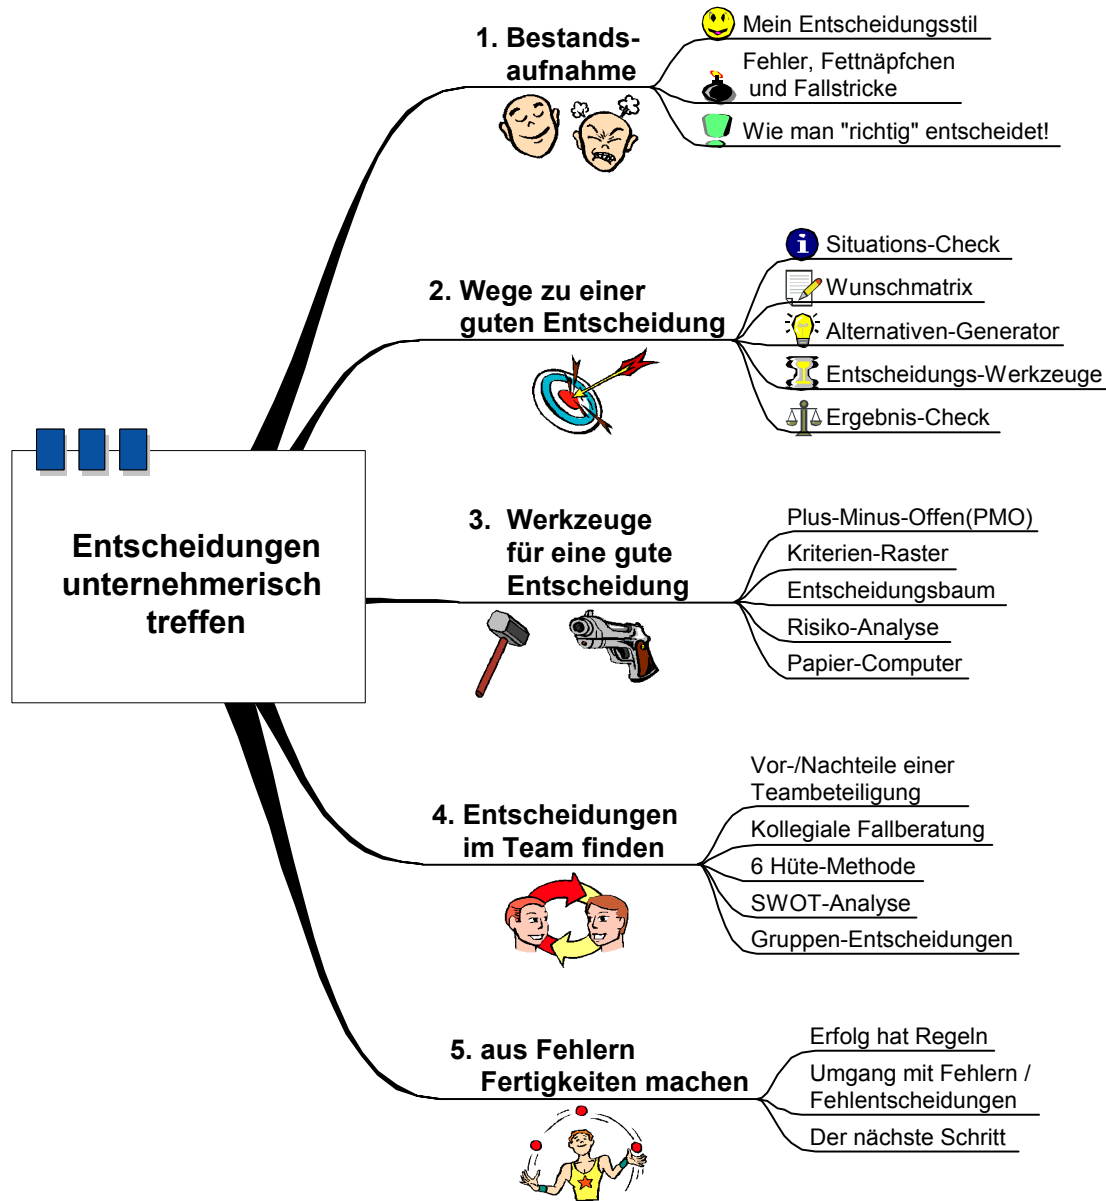 1. Bestands-
aufnahme
Mein Entscheidungsstil
Fehler, Fettnäpfchen
und Fallstricke
Wie man "richtig" entscheidet!
2. Wege zu einer
guten Entscheidung
Situations-Check
Wunschmatrix
Alternativen-Generator
Entscheidungs-Werkzeuge
Ergebnis-Check
Entscheidungen
unternehmerisch
treffen
3. Werkzeuge
für eine gute
Entscheidung
Plus-Minus-Offen(PMO)
Kriterien-Raster
Entscheidungsbaum
Risiko-Analyse
Papier-Computer
4. Entscheidungen
im Team finden
Vor-/Nachteile einer
Teambeteiligung
Kollegiale Fallberatung
6 Hüte-Methode
SWOT-Analyse
Gruppen-Entscheidungen
5. aus Fehlern
Fertigkeiten machen
Erfolg hat Regeln
Umgang mit Fehlern /
Fehlentscheidungen
Der nächste Schritt